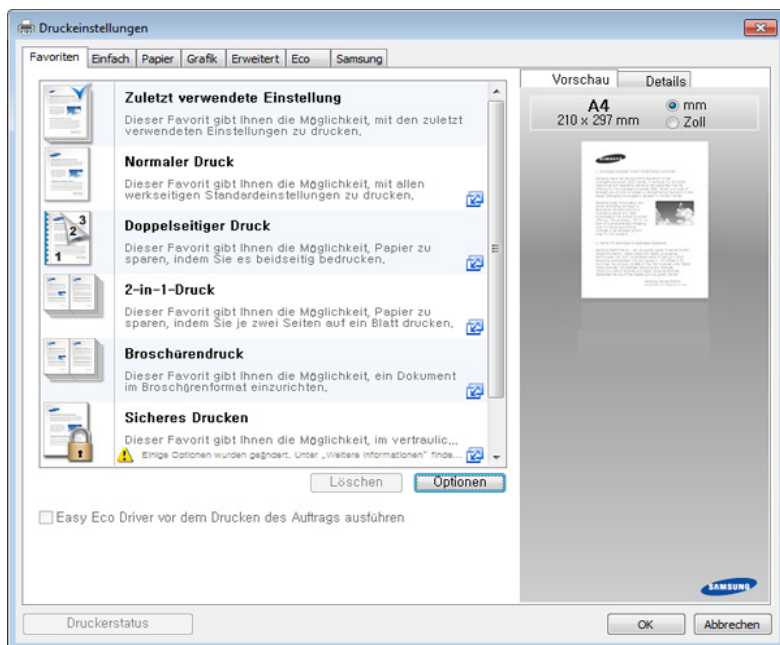 Druckeinstellungen
Favoriten Einfach Papier Grafik Erweitert Eco Samsung
Zuletzt verwendete Einstellung
Dieser Favorit gibt Ihnen die Möglichkeit, mit den zuletzt
verwendeten Einstellungen zu drucken.
Normaler Druck
Dieser Favorit gibt Ihnen die Möglichkeit, mit allen
werkseitigen Standardeinstellungen zu drucken.
Doppelseitiger Druck
Dieser Favorit gibt Ihnen die Möglichkeit, Papier zu
sparen, indem Sie es beidseitig bedrucken.
2-in-1-Druck
Dieser Favorit gibt Ihnen die Möglichkeit, Papier zu
sparen, indem Sie je zwei Seiten auf ein Blatt drucken.
Broschürendruck
Dieser Favorit gibt Ihnen die Möglichkeit, ein Dokument
im Broschürenformat einzurichten.
Sicheres Drucken
Dieser Favorit gibt Ihnen die Möglichkeit, im vertraulic...
Einige Optionen wurden geändert. Unter „Weitere Informationen" finde...
1 2 3
Löschen Optionen
Easy Eco Driver vor dem Drucken des Auftrags ausführen
Vorschau Details
A4 mm
210 x 297 mm Zoll
SAMSUNG
SAMSUNG
Druckerstatus OK Abbrechen